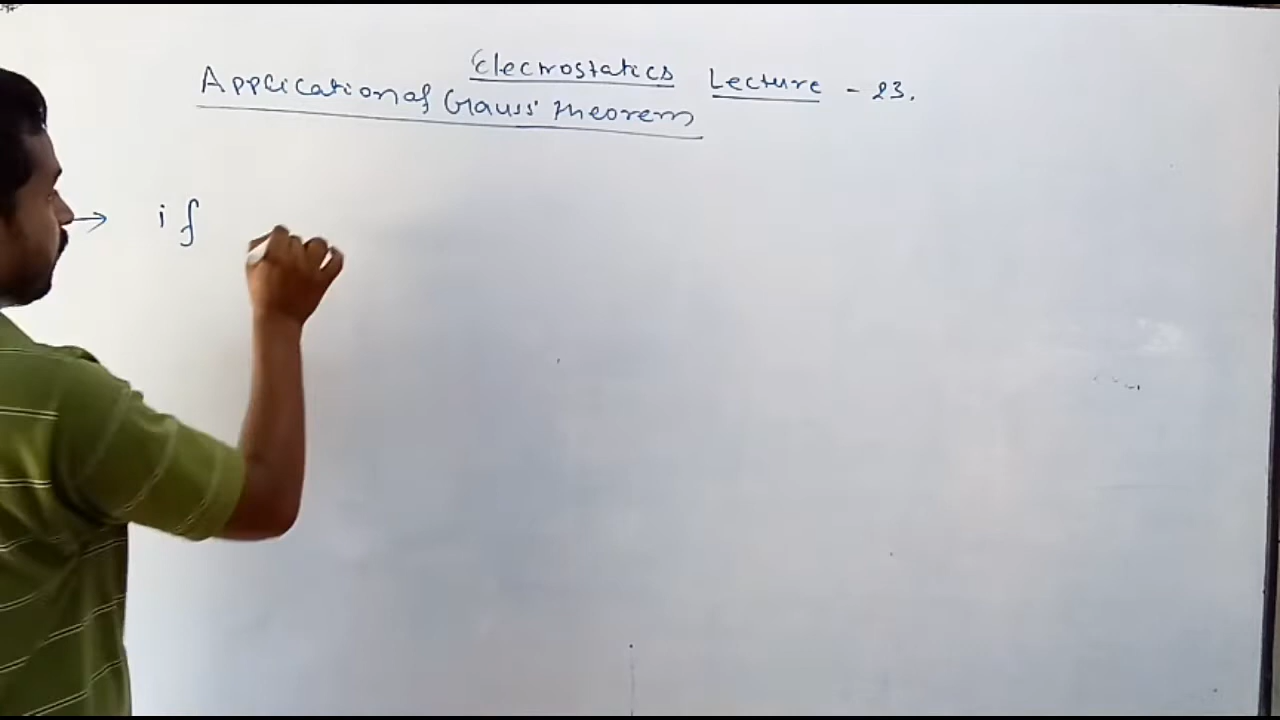 Electrostatics Lecture - 23.
Application of Gauss' Theorem
→ if